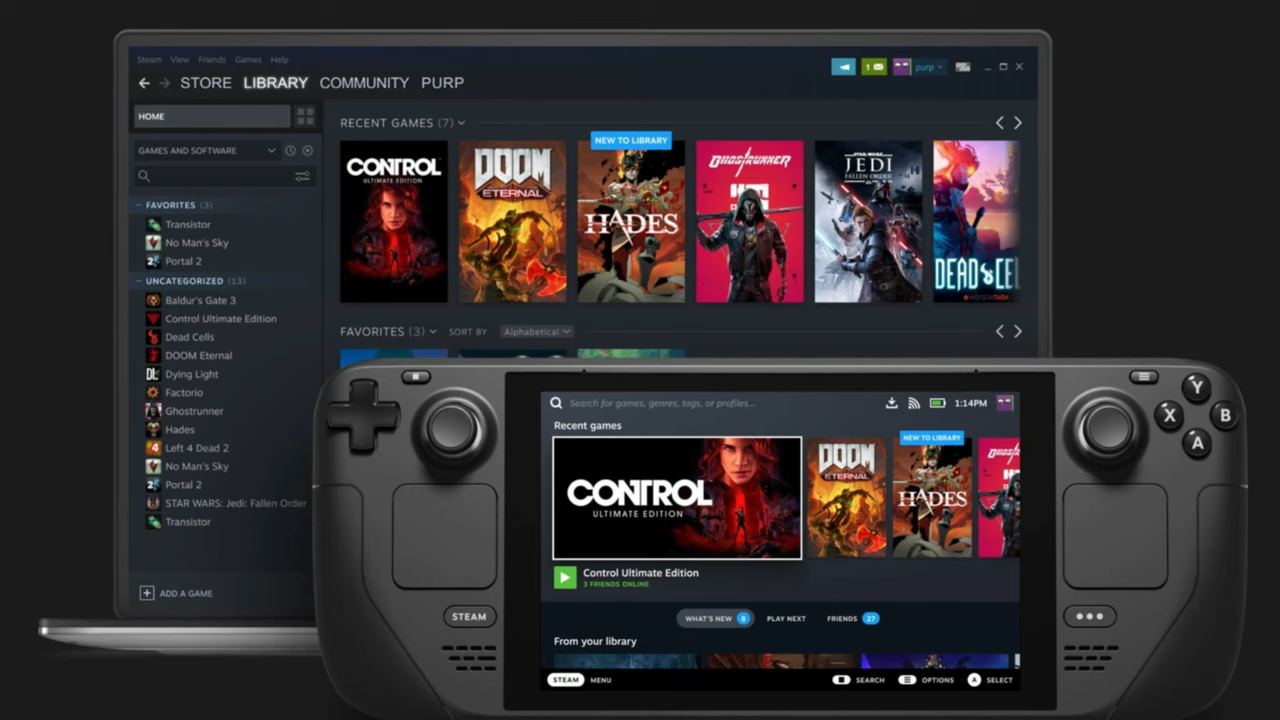 Steam View Friends Games Help
STORE LIBRARY COMMUNITY PURP
1
purp
HOME
GAMES AND SOFTWARE
FAVORITES (3)
Transistor
No Man's Sky
Portal 2
UNCATEGORIZED (13)
Baldur's Gate 3
Control Ultimate Edition
Dead Cells
DOOM Eternal
Dying Light
Factorio
Ghostrunner
Hades
Left 4 Dead 2
No Man's Sky
Portal 2
STAR WARS: Jedi: Fallen Order
Transistor
ADD A GAME
RECENT GAMES (7)
CONTROL
ULTIMATE EDITION
DOOM
ETERNAL
NEW TO LIBRARY
HADES
GHOSTRUNNER
STAR WARS
JEDI
FALLEN ORDER
DEAD CEL
MOTIONTWIN
FAVORITES (3) SORT BY Alphabetical
Search for games, genres, tags, or profiles...
1:14PM
Recent games
CONTROL
ULTIMATE EDITION
DOOM
ETERNAL
NEW TO LIBRARY
HADES
Control Ultimate Edition
3 FRIENDS ONLINE
WHAT'S NEW 8 PLAY NEXT FRIENDS 27
From your library
STEAM MENU
SEARCH OPTIONS A SELECT
STEAM
Y
X
B
A